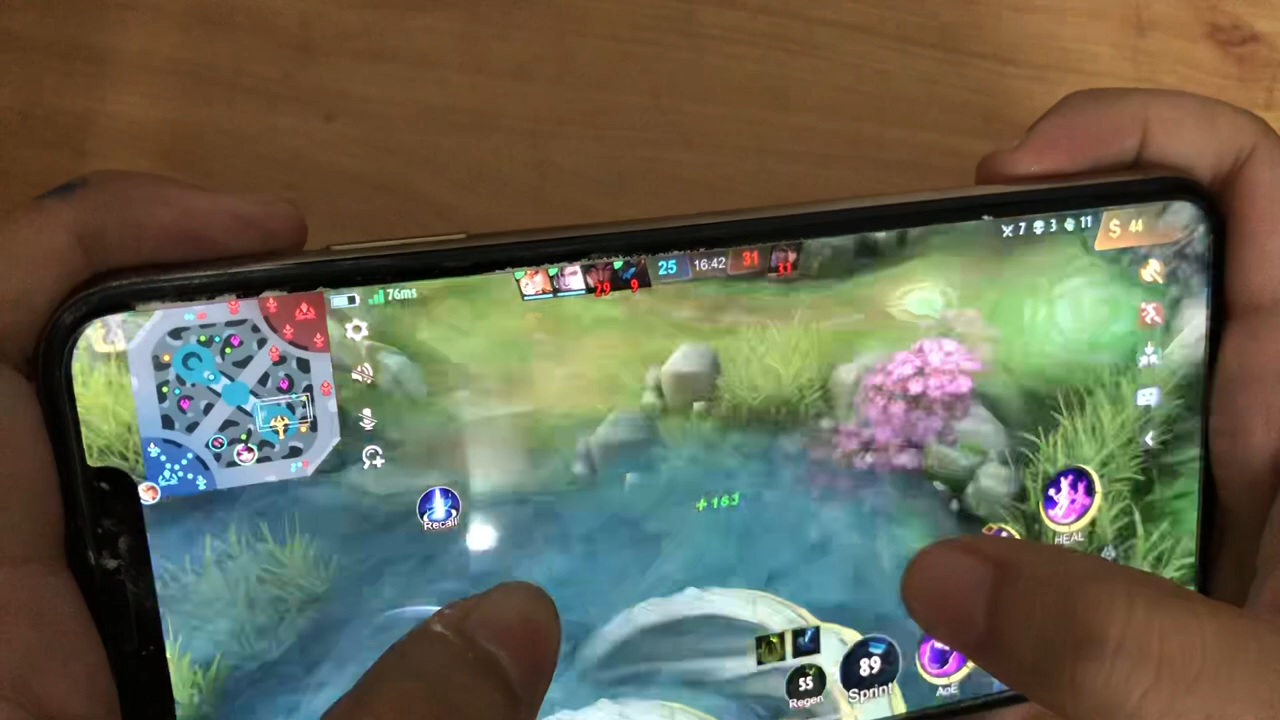 76ms
25 16:42 31
29 9 31
7 3 11
$ 44
Recall
+163
HEAL
89
Sprint
55
Regen
AoE